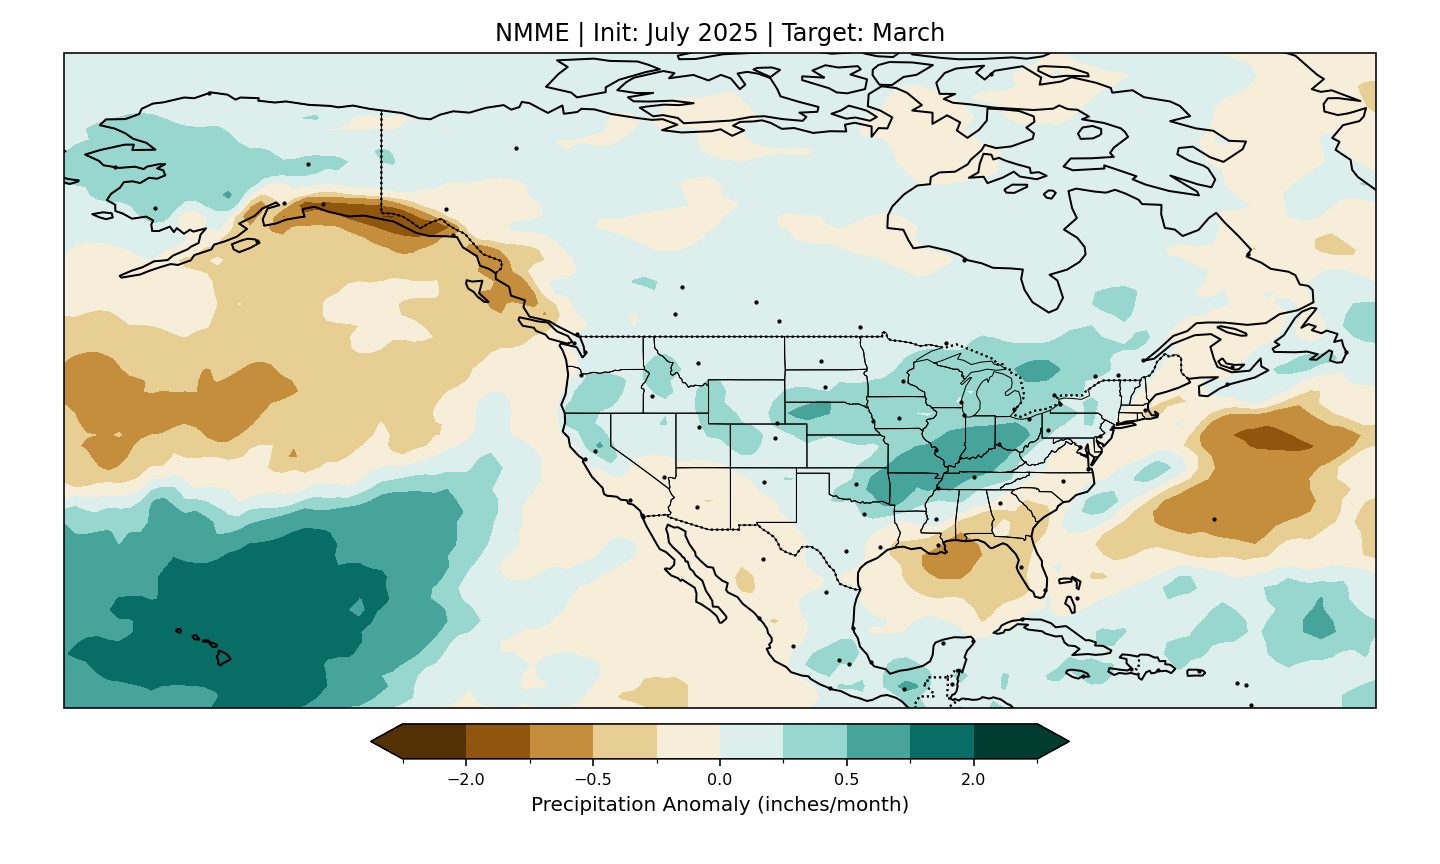 NMME | Init: July 2025 | Target: March
−2.0 −0.5 0.0 0.5 2.0
Precipitation Anomaly (inches/month)